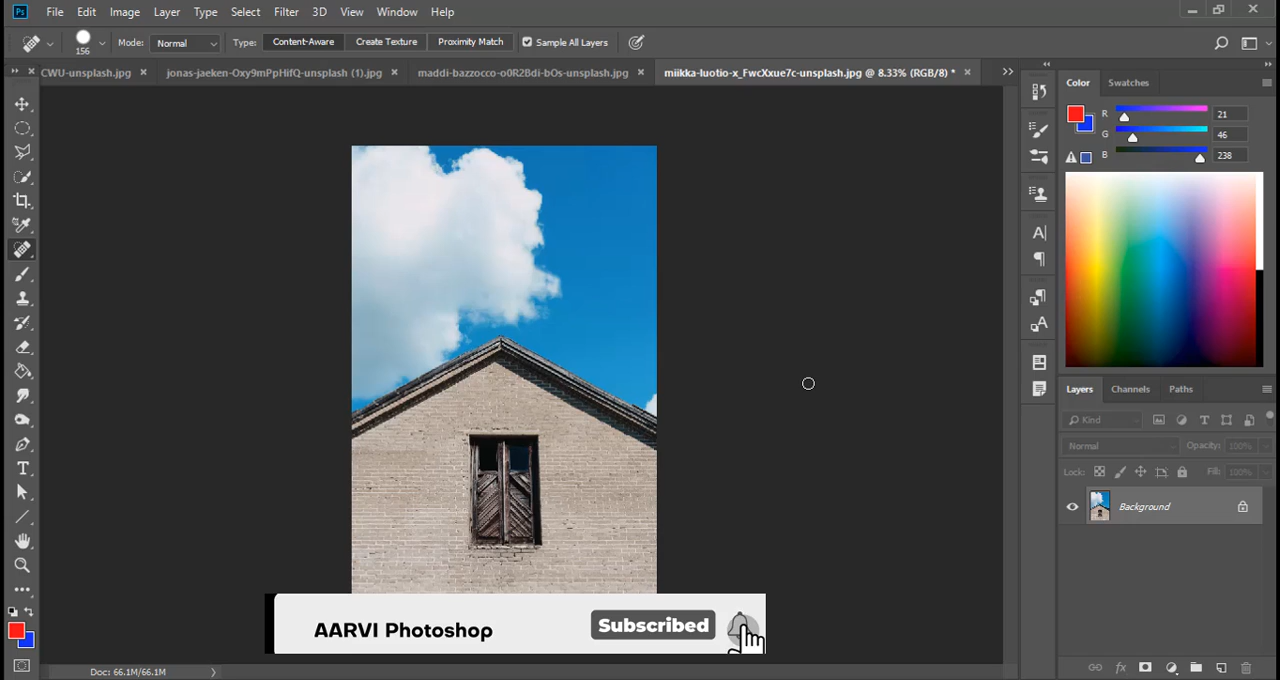 Ps File Edit Image Layer Type Select Filter 3D View Window Help
156 Mode: Normal Type: Content-Aware Create Texture Proximity Match Sample All Layers
CWU-unsplash.jpg × jonas-jaeken-Oxy9mPpHifQ-unsplash (1).jpg × maddi-bazzocco-o0R2Bdi-bOs-unsplash.jpg × miikka-luotio-x_FwcXxue7c-unsplash.jpg @ 8.33% (RGB/8) * ×
Color Swatches
R 21
G 46
B 238
Layers Channels Paths
Kind
Normal Opacity: 100%
Lock: Fill: 100%
Background
AARVI Photoshop Subscribed
Doc: 66.1M/66.1M